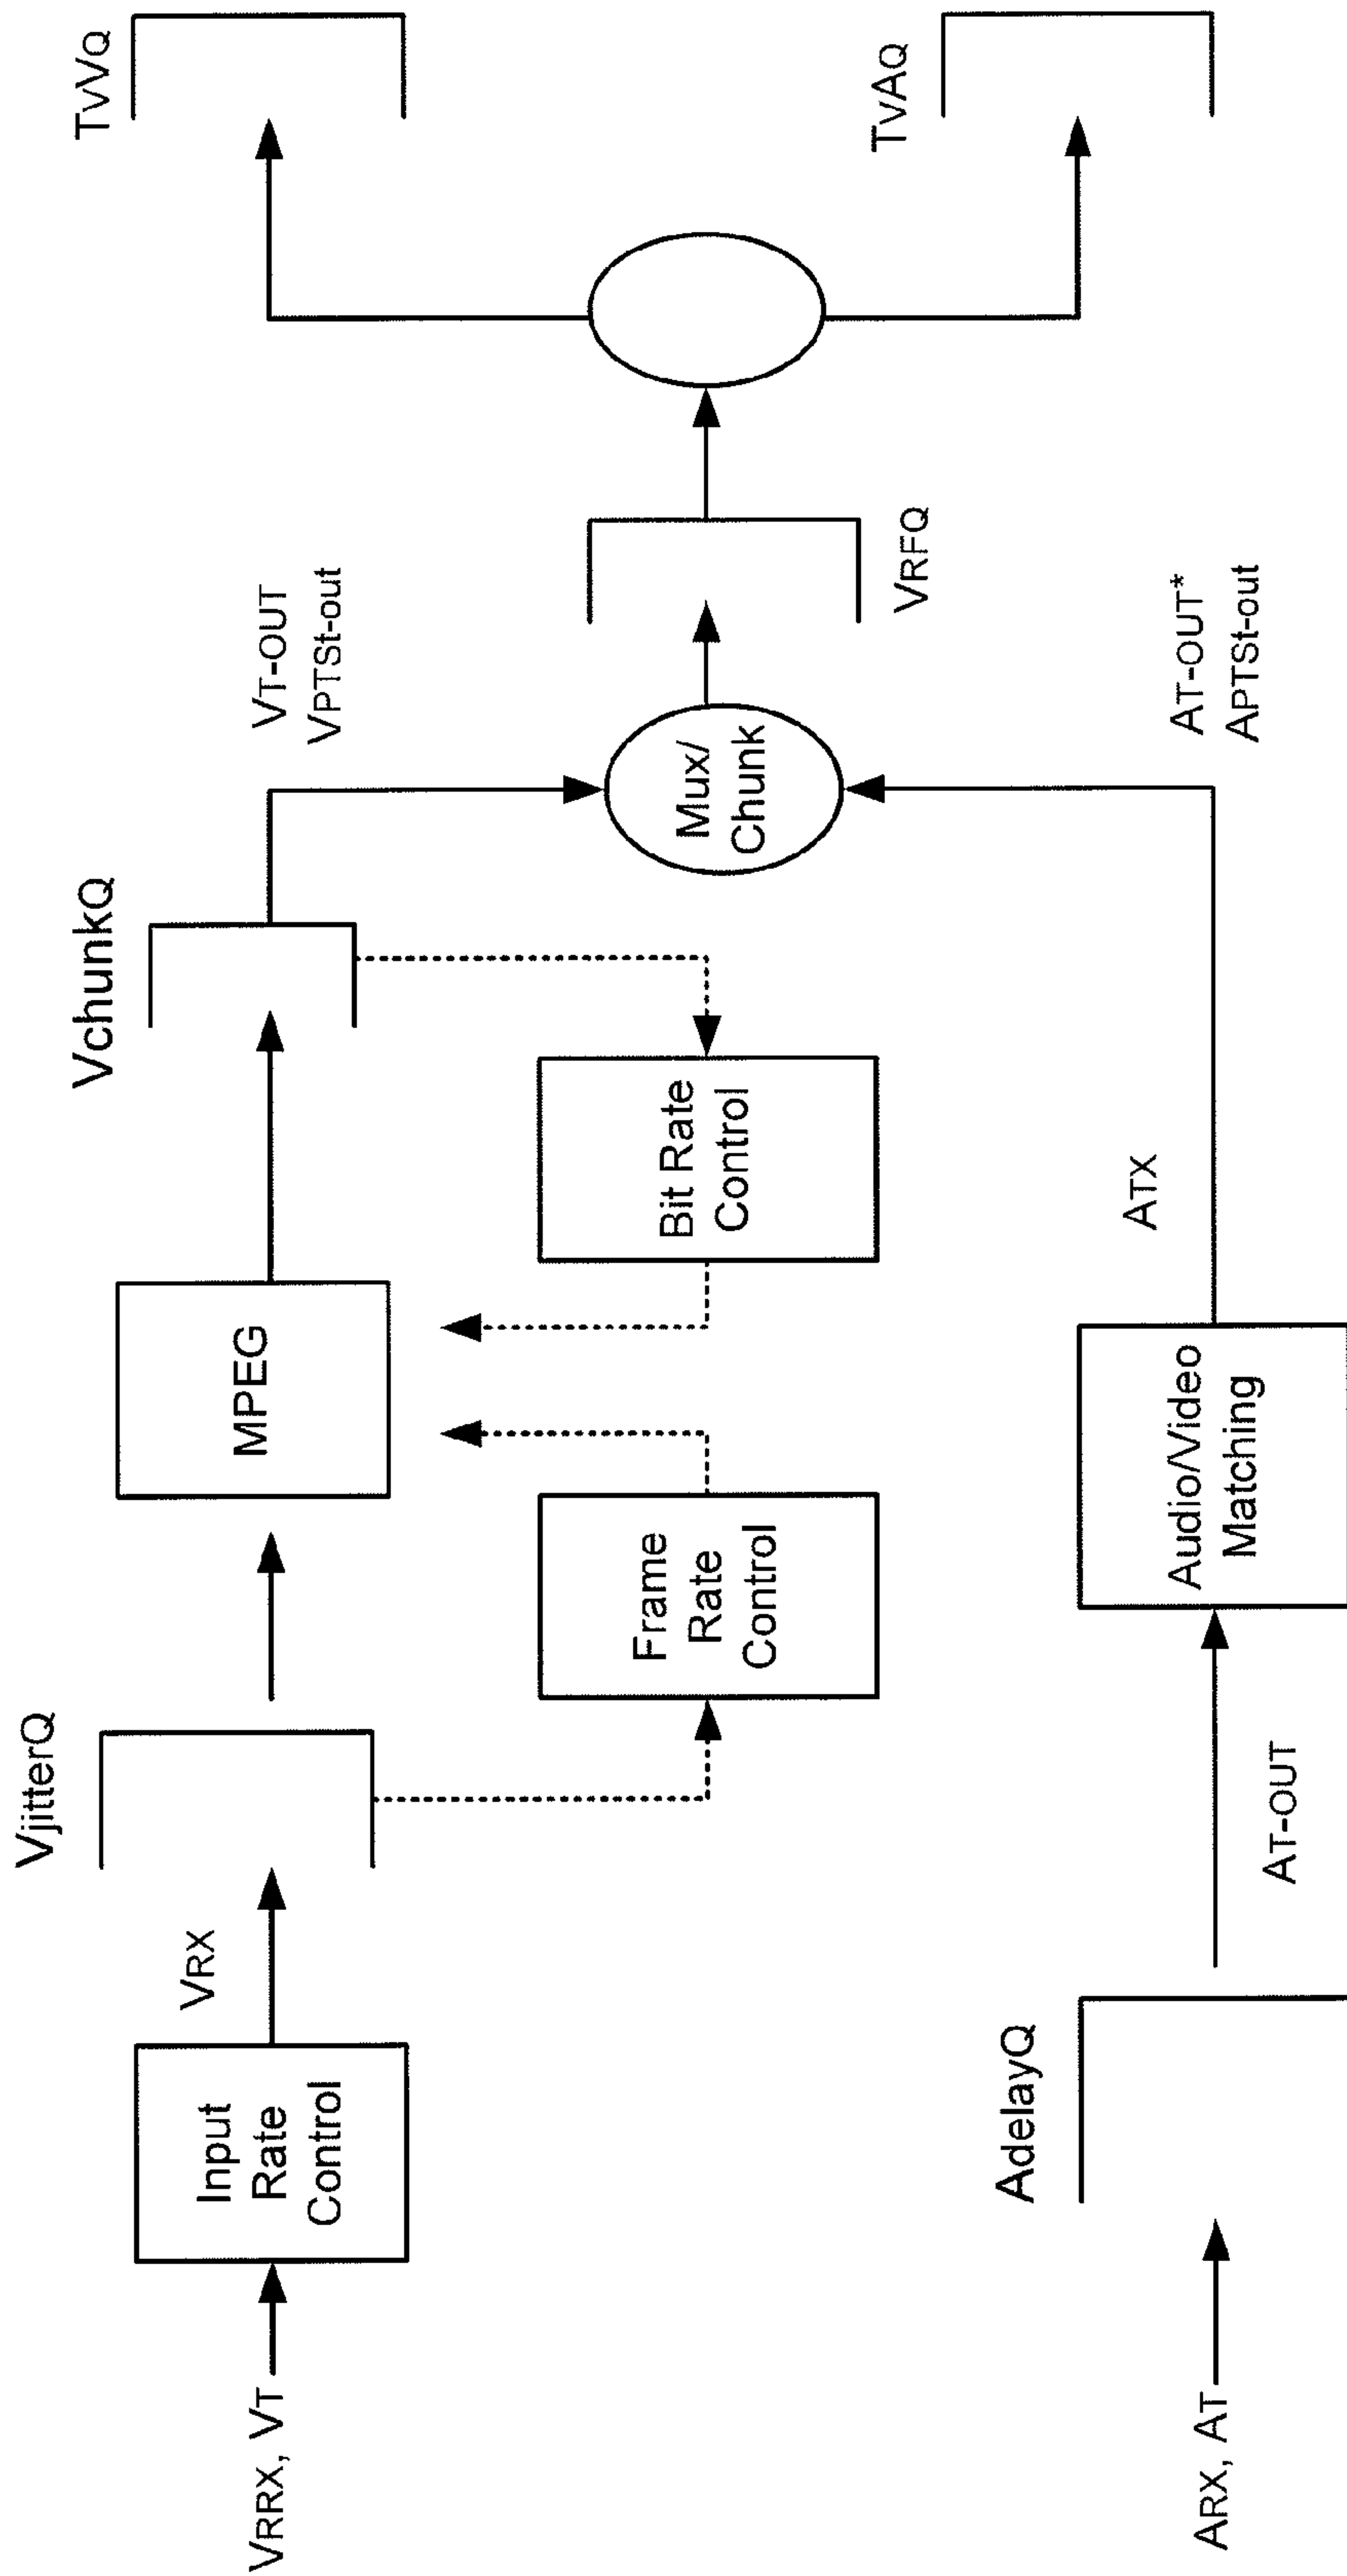 VRRX, VT
Input
Rate
Control
VRX
VjitterQ
MPEG
VchunkQ
Frame
Rate
Control
Bit Rate
Control
VT-OUT
VPTSt-out
Mux/
Chunk
VRFQ
TVVQ
TVAQ
ARX, AT
AdelayQ
AT-OUT
Audio/Video
Matching
ATX
AT-OUT*
APTSt-out